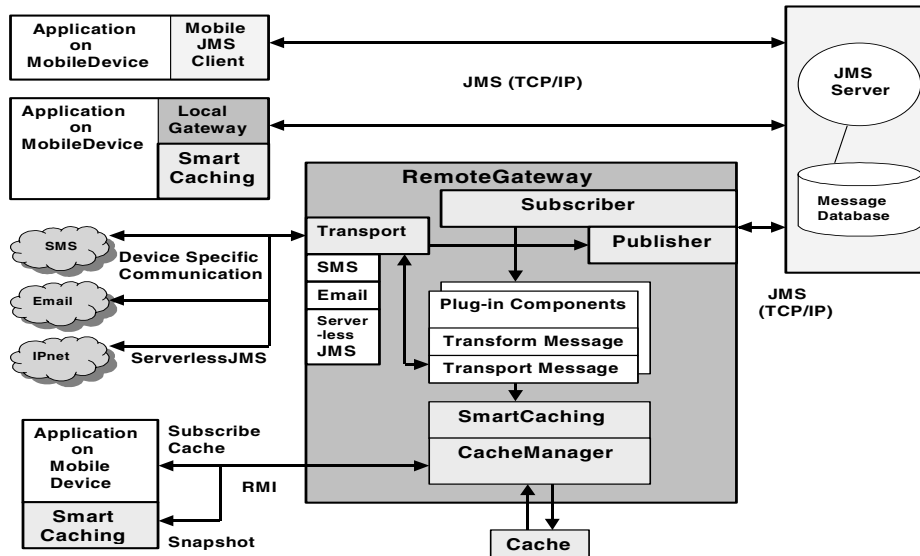 Application
on
MobileDevice
Mobile
JMS
Client
JMS (TCP/IP)
JMS
Server
Message
Database
Application
on
MobileDevice
Local
Gateway
Smart
Caching
RemoteGateway
Subscriber
Publisher
Transport
SMS
Email
Server
-less
JMS
Plug-in Components
Transform Message
Transport Message
JMS
(TCP/IP)
SMS
Email
IPnet
Device Specific
Communication
ServerlessJMS
SmartCaching
CacheManager
Application
on
Mobile
Device
Smart
Caching
Subscribe
Cache
RMI
Snapshot
Cache